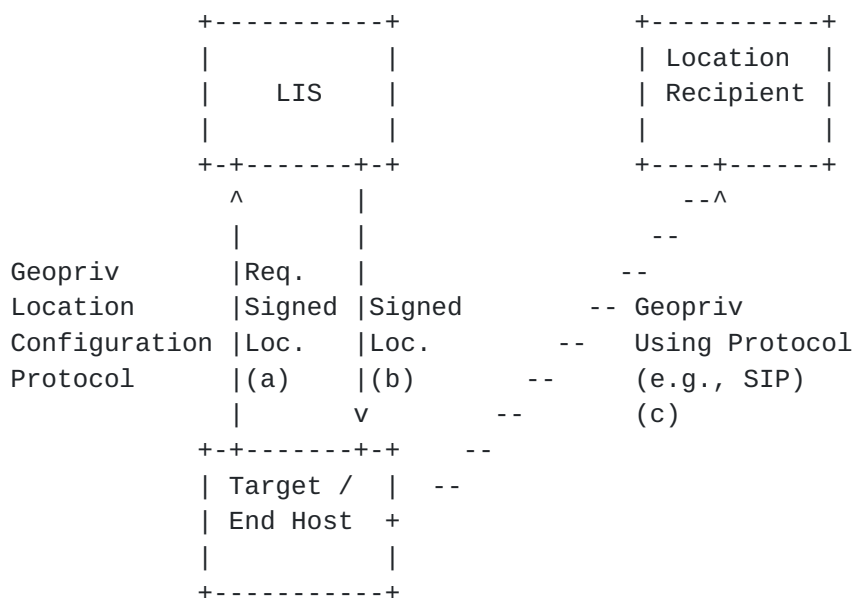 Location
LIS
Recipient
Geopriv
Req.
Location
Signed
Signed
Geopriv
Configuration
Loc.
Loc.
Using Protocol
Protocol
(a)
(b)
(e.g., SIP)
(c)
Target /
End Host